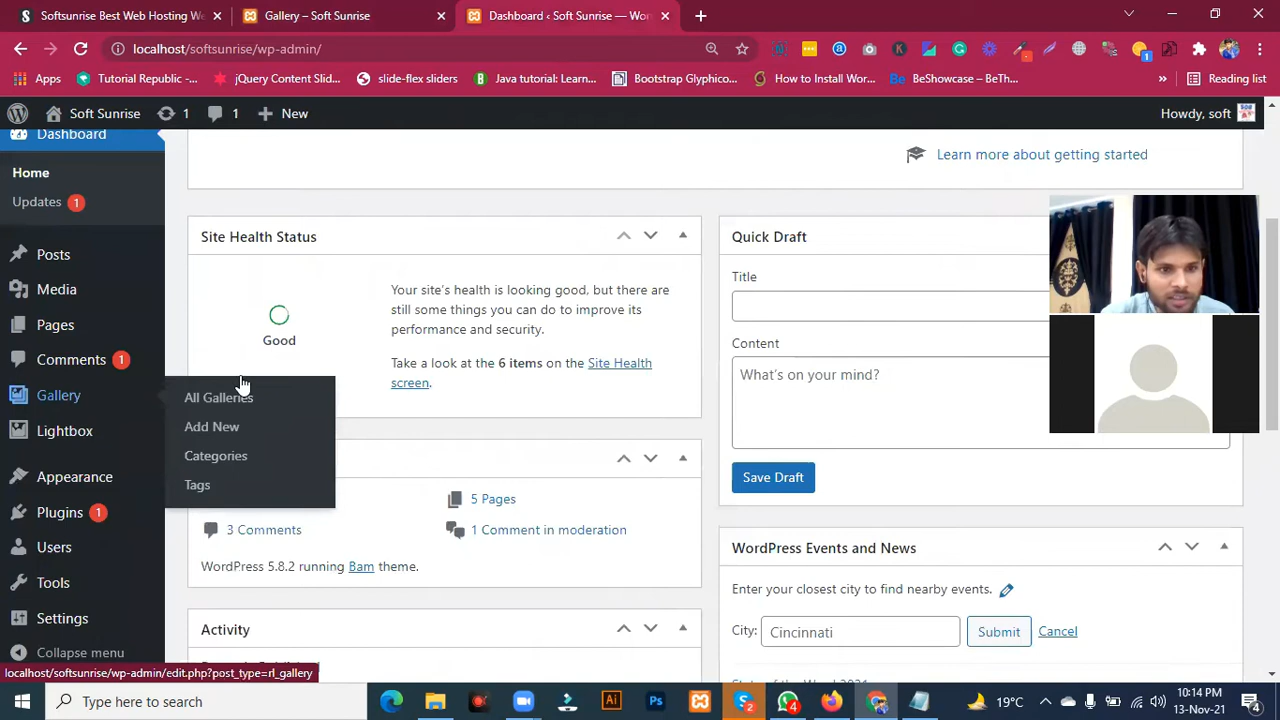 Softsunrise Best Web Hosting We
Gallery – Soft Sunrise
Dashboard ‹ Soft Sunrise — Wor
localhost/softsunrise/wp-admin/
Apps
Tutorial Republic -...
jQuery Content Slid...
slide-flex sliders
Java tutorial: Learn...
Bootstrap Glyphico...
How to Install Wor...
BeShowcase – BeTh...
»
Reading list
Soft Sunrise
1
1
New
Howdy, soft
Dashboard
Home
Updates 1
Posts
Media
Pages
Comments 1
Gallery
Lightbox
Appearance
Plugins 1
Users
Tools
Settings
Collapse menu
All Galleries
Add New
Categories
Tags
Learn more about getting started
Site Health Status
Good
Your site's health is looking good, but there are
still some things you can do to improve its
performance and security.
Take a look at the 6 items on the Site Health
screen.
5 Pages
3 Comments
1 Comment in moderation
WordPress 5.8.2 running Bam theme.
Activity
Quick Draft
Title
Content
What's on your mind?
Save Draft
WordPress Events and News
Enter your closest city to find nearby events.
City: Cincinnati Submit Cancel
localhost/softsunrise/wp-admin/edit.php?post_type=rl_gallery
Type here to search
19°C
10:14 PM
13-Nov-21